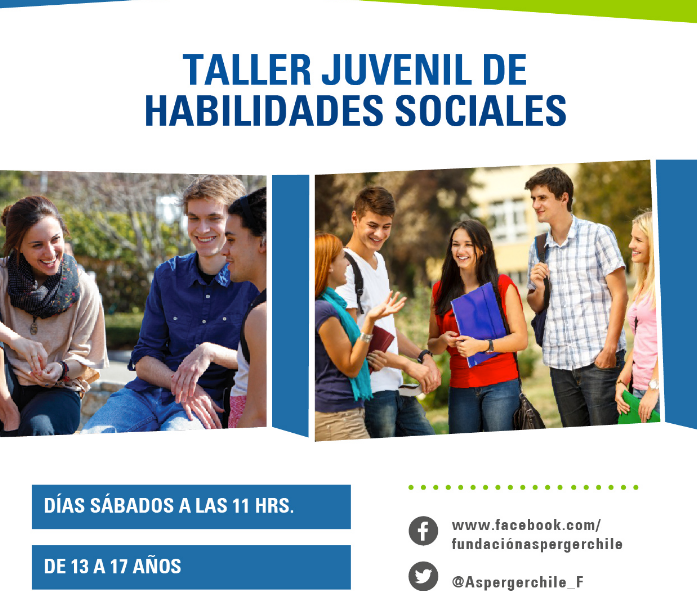 TALLER JUVENIL DE
HABILIDADES SOCIALES
DÍAS SÁBADOS A LAS 11 HRS.
DE 13 A 17 AÑOS
www.facebook.com/
fundaciónaspergerchile
@Aspergerchile_F